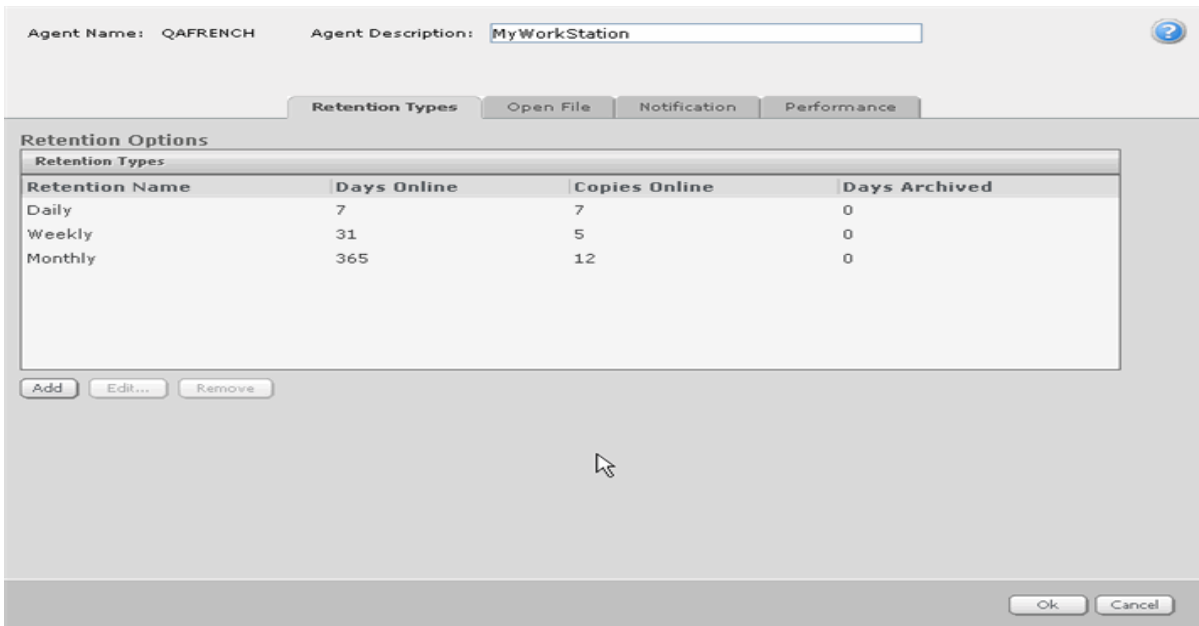 Agent Name: QAFRENCH Agent Description: MyWorkStation
?
Retention Types Open File Notification Performance
Retention Options
Retention Types
Retention Name Days Online Copies Online Days Archived
Daily 7 7 0
Weekly 31 5 0
Monthly 365 12 0
Add Edit... Remove
Ok Cancel